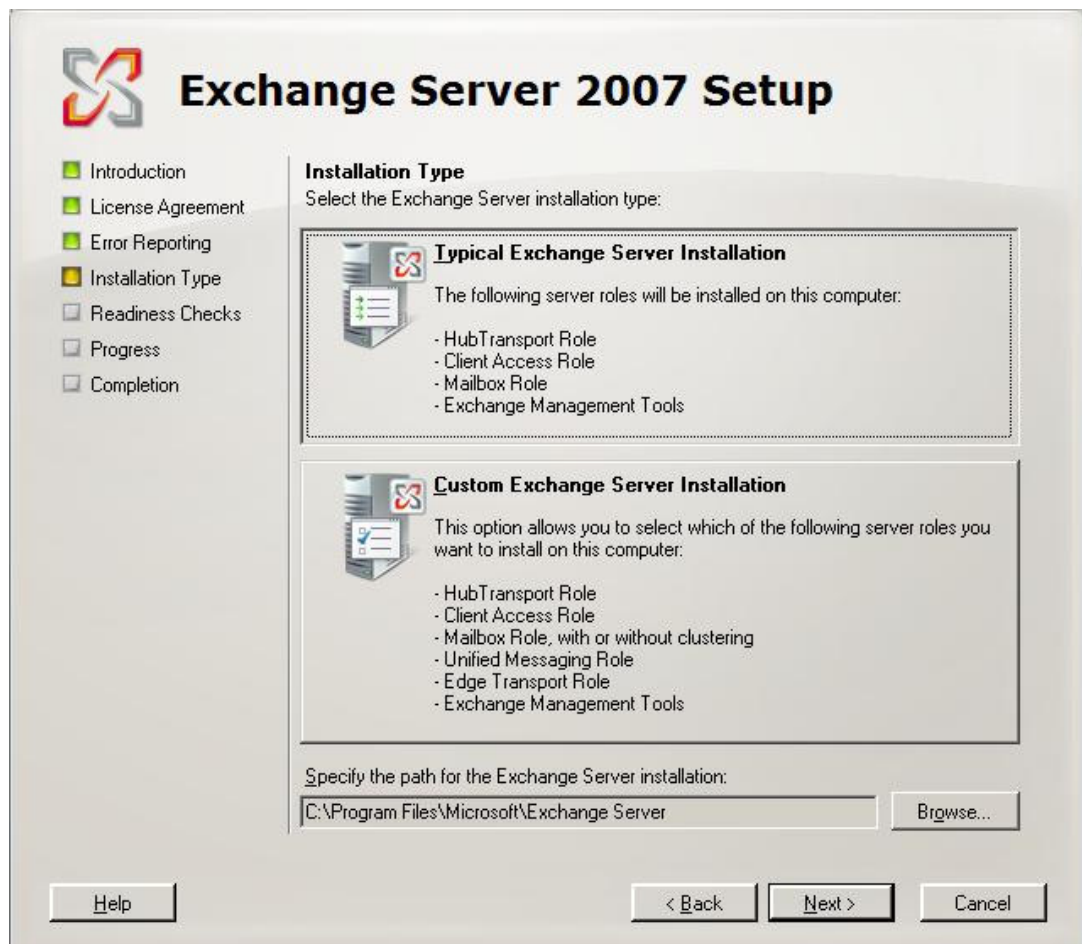 Exchange Server 2007 Setup
Introduction
License Agreement
Error Reporting
Installation Type
Readiness Checks
Progress
Completion
Installation Type
Select the Exchange Server installation type:
Typical Exchange Server Installation
The following server roles will be installed on this computer:
- HubTransport Role
- Client Access Role
- Mailbox Role
- Exchange Management Tools
Custom Exchange Server Installation
This option allows you to select which of the following server roles you
want to install on this computer:
- HubTransport Role
- Client Access Role
- Mailbox Role, with or without clustering
- Unified Messaging Role
- Edge Transport Role
- Exchange Management Tools
Specify the path for the Exchange Server installation:
C:\Program Files\Microsoft\Exchange Server
Browse...
Help
< Back
Next >
Cancel